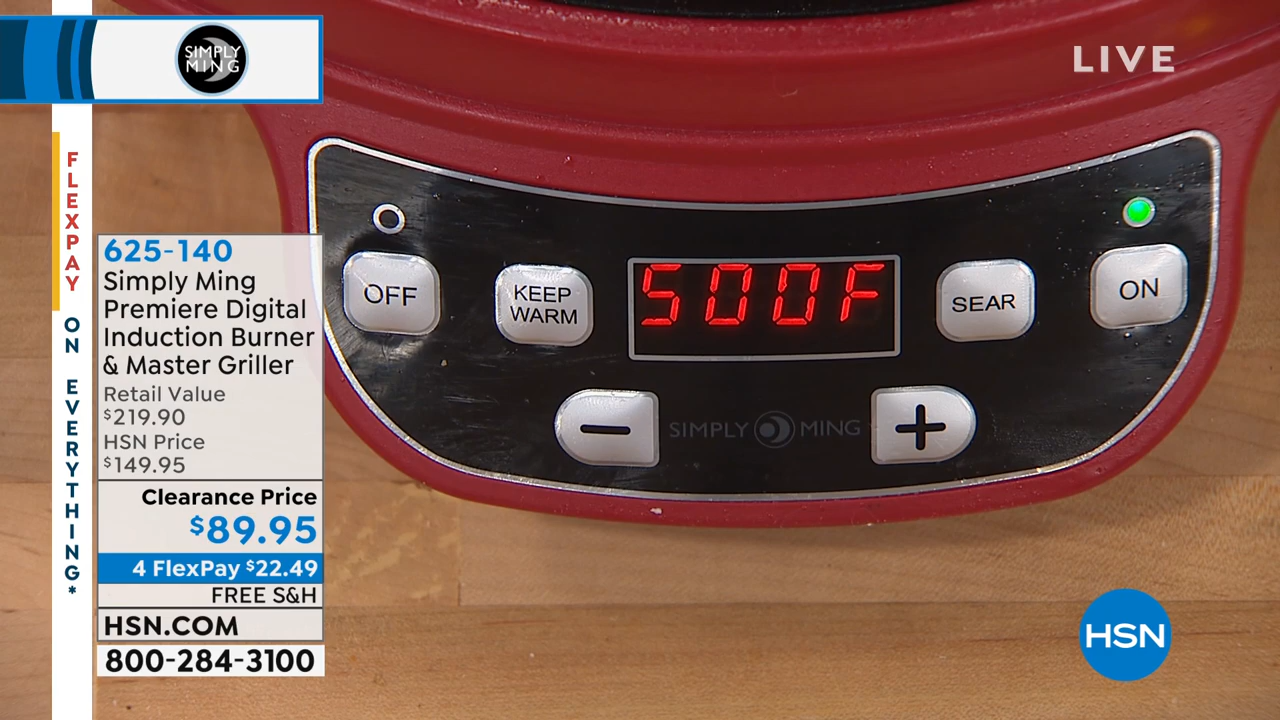 SIMPLY
MING
LIVE
FLEXPAY ON EVERYTHING*
625-140
Simply Ming
Premiere Digital
Induction Burner
& Master Griller
Retail Value
$219.90
HSN Price
$149.95
Clearance Price
$89.95
4 FlexPay $22.49
FREE S&H
HSN.COM
800-284-3100
OFF
KEEP
WARM
500F
SEAR
ON
−
SIMPLY MING
+
HSN